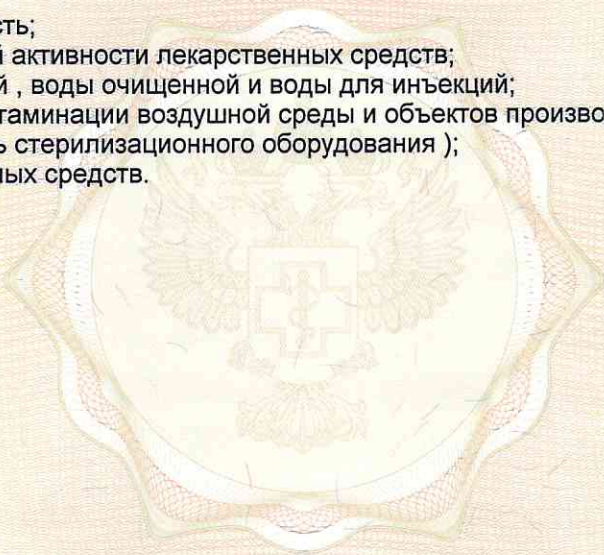 сть;
й активности лекарственных средств;
й , воды очищенной и воды для инъекций;
таминации воздушной среды и объектов произво
ь стерилизационного оборудования );
ных средств.